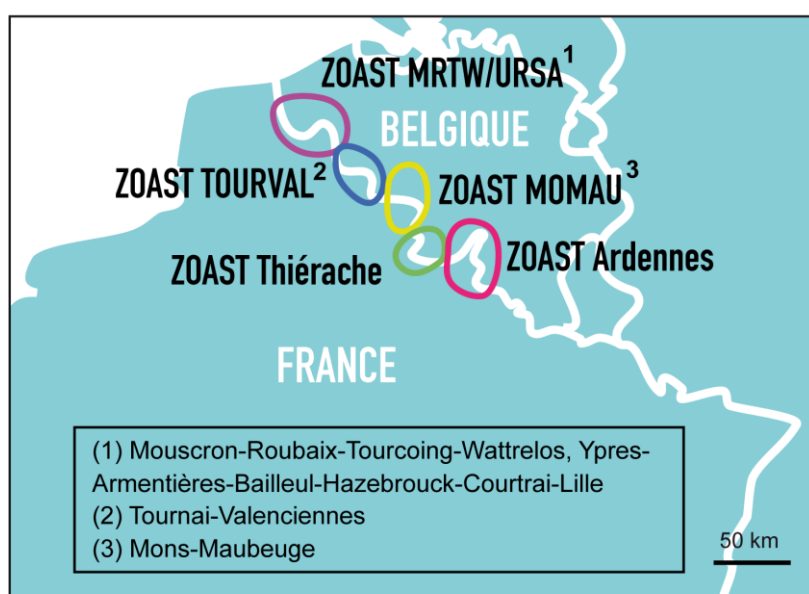 ZOAST MRTW/URSA¹
BELGIQUE
ZOAST TOURVAL²
ZOAST MOMAU³
ZOAST Thiérache
ZOAST Ardennes
FRANCE
(1) Mouscron-Roubaix-Tourcoing-Wattrelos, Ypres-
Armentières-Bailleul-Hazebrouck-Courtrai-Lille
(2) Tournai-Valenciennes
(3) Mons-Maubeuge
50 km